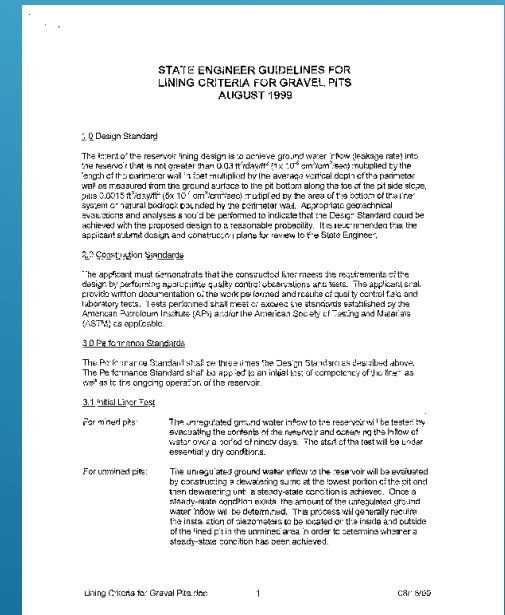 STATE ENGINEER GUIDELINES FOR
LINING CRITERIA FOR GRAVEL PITS
AUGUST 1999
1.0 Design Standard
The intent of the reservoir lining design is to achieve ground water inflow (leakage rate) into
the reservoir that is not greater than 0.03 ft³/day/ft² (1x 10⁻⁵ cm³/cm²/sec) multiplied by the
length of the perimeter wall in feet multiplied by the average vertical depth of the perimeter
wall as measured from the ground surface to the pit bottom along the toe of the pit side slope,
plus 0.0015 ft³/day/ft² (5x 10⁻⁷ cm³/cm²/sec) multiplied by the area of the bottom of the liner
system or natural bedrock bounded by the perimeter wall. Appropriate geotechnical
evaluations and analyses should be performed to indicate that the Design Standard could be
achieved with the proposed design to a reasonable probability. It is recommended that the
applicant submit design and construction plans for review to the State Engineer.
2.0 Construction Standards
The applicant must demonstrate that the constructed liner meets the requirements of the
design by performing appropriate quality control observations and tests. The applicant shall
provide written documentation of the work performed and results of quality control field and
laboratory tests. Tests performed shall meet or exceed the standards established by the
American Petroleum Institute (API) and/or the American Society of Testing and Materials
(ASTM) as applicable.
3.0 Performance Standards
The Performance Standard shall be three times the Design Standard as described above.
The Performance Standard shall be applied to an initial test of competency of the liner as
well as to the ongoing operation of the reservoir.
3.1 Initial Liner Test
For mined pits: The unregulated ground water inflow to the reservoir will be tested by
evacuating the contents of the reservoir and observing the inflow of
water over a period of ninety days. The start of the test will be under
essentially dry conditions.
For unmined pits: The unregulated ground water inflow to the reservoir will be evaluated
by constructing a dewatering sump at the lowest portion of the pit and
then dewatering until a steady-state condition is achieved. Once a
steady-state condition exists the amount of the unregulated ground
water inflow will be determined. This process will generally require
the installation of piezometers to be located on the inside and outside
of the lined pit in the unmined area in order to determine whether a
steady-state condition has been achieved.
Lining Criteria for Gravel Pits.doc 1 08/16/99